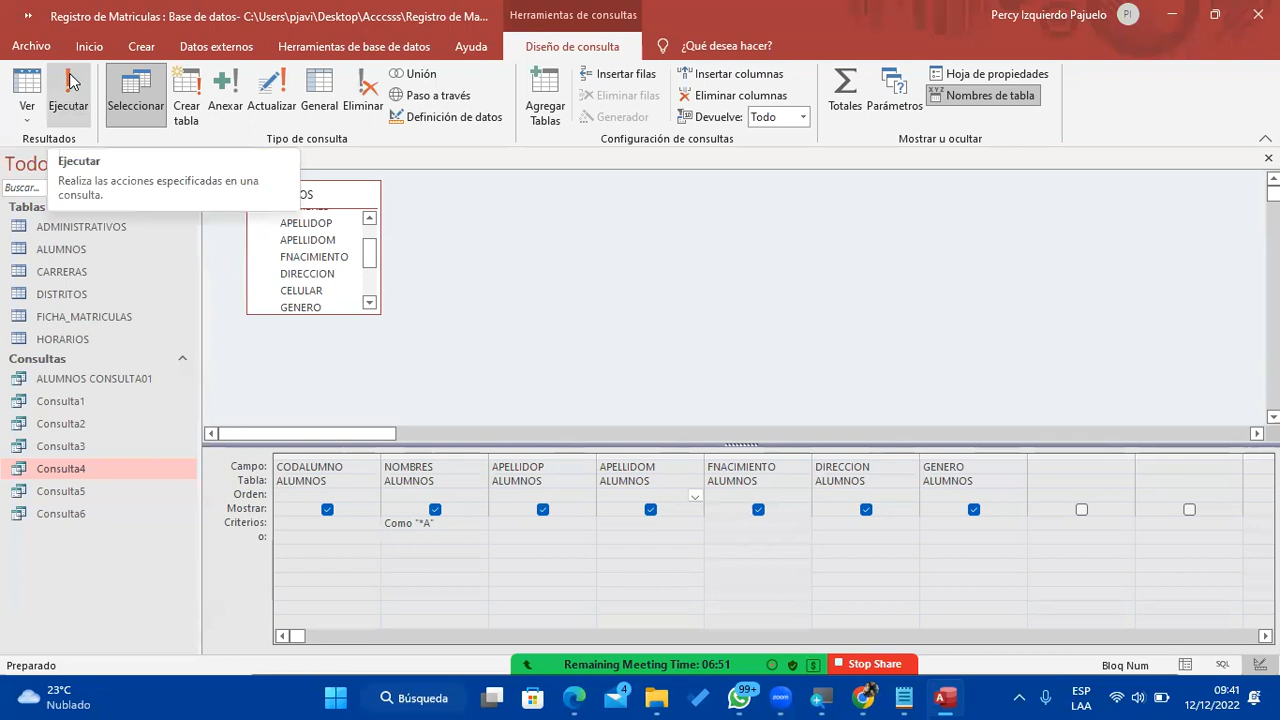 Registro de Matriculas : Base de datos- C:\Users\pjavi\Desktop\Acccsss\Registro de Ma...
Herramientas de consultas
Percy Izquierdo Pajuelo
PI
Archivo
Inicio
Crear
Datos externos
Herramientas de base de datos
Ayuda
Diseño de consulta
¿Qué desea hacer?
Ver
Ejecutar
Seleccionar
Crear tabla
Anexar
Actualizar
General
Eliminar
Unión
Paso a través
Definición de datos
Agregar Tablas
Insertar filas
Eliminar filas
Generador
Insertar columnas
Eliminar columnas
Devuelve: Todo
Totales
Parámetros
Hoja de propiedades
XYZ Nombres de tabla
Resultados
Tipo de consulta
Configuración de consultas
Mostrar u ocultar
Todo
Ejecutar
Realiza las acciones especificadas en una
consulta.
Buscar...
Tablas
ADMINISTRATIVOS
ALUMNOS
CARRERAS
DISTRITOS
FICHA_MATRICULAS
HORARIOS
Consultas
ALUMNOS CONSULTA01
Consulta1
Consulta2
Consulta3
Consulta4
Consulta5
Consulta6
OS
APELLIDOP
APELLIDOM
FNACIMIENTO
DIRECCION
CELULAR
GENERO
Campo: CODALUMNO NOMBRES APELLIDOP APELLIDOM FNACIMIENTO DIRECCION GENERO
Tabla: ALUMNOS ALUMNOS ALUMNOS ALUMNOS ALUMNOS ALUMNOS ALUMNOS
Orden:
Mostrar:
Criterios: Como "*A"
o:
Preparado
Remaining Meeting Time: 06:51
Stop Share
Bloq Num
SQL
23°C
Nublado
Búsqueda
4
99+
zoom
ESP
LAA
09:41
12/12/2022